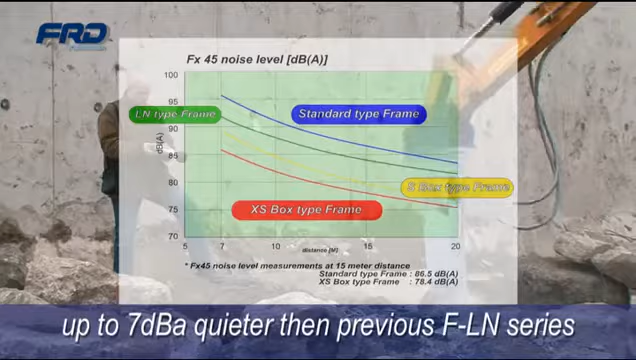 FRD
Fx 45 noise level [dB(A)]
100
95
LN type Frame
Standard type Frame
90
dB(A)
85
80
S Box type Frame
XS Box type Frame
75
70
5
7
10
15
20
distance [M]
* Fx45 noise level measurements at 15 meter distance
Standard type Frame : 86.5 dB(A)
XS Box type Frame : 78.4 dB(A)
up to 7dBa quieter then previous F-LN series